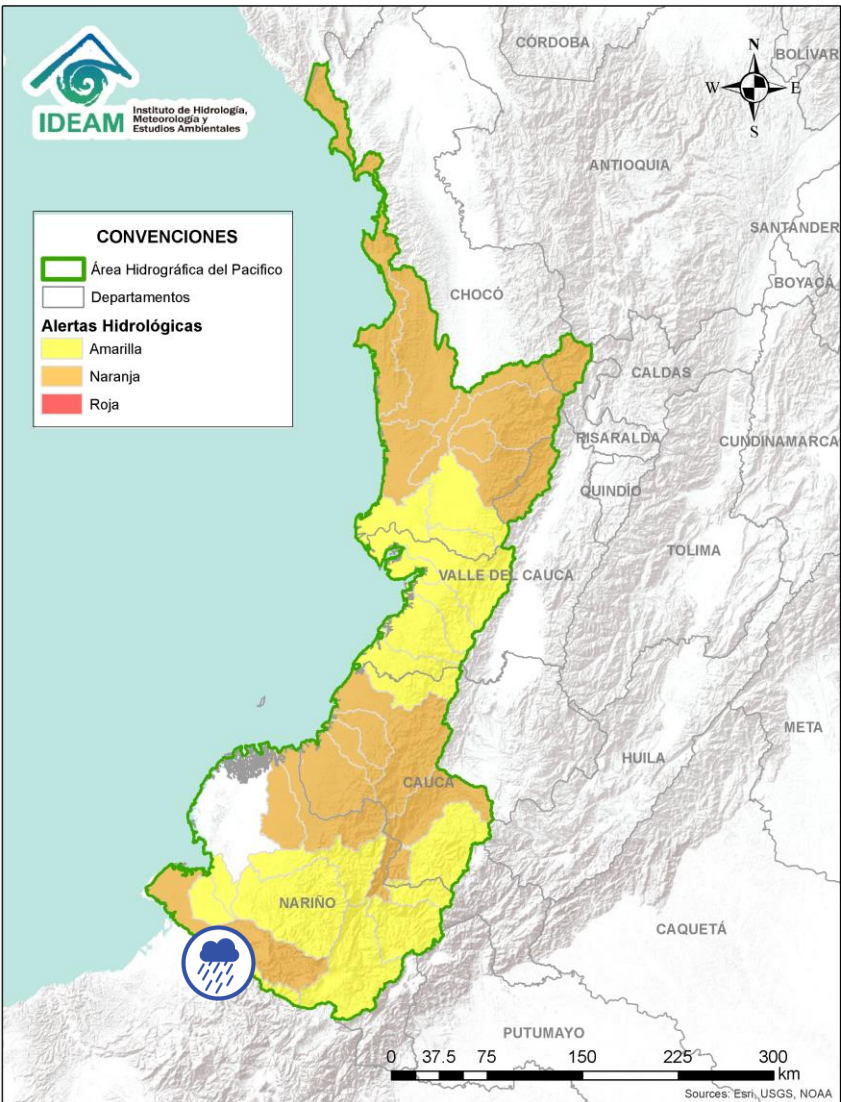 IDEAM
Instituto de Hidrología,
Meteorología y
Estudios Ambientales
N
W
E
S
CONVENCIONES
Área Hidrográfica del Pacifico
Departamentos
Alertas Hidrológicas
Amarilla
Naranja
Roja
CÓRDOBA
BOLIVAR
ANTIOQUIA
SANTANDER
BOYACÁ
CHOCÓ
CALDAS
RISARALDA
CUNDINAMARCA
QUINDÍO
TOLIMA
VALLE DEL CAUCA
META
HUILA
CAUCA
NARIÑO
CAQUETÁ
PUTUMAYO
0 37.5 75 150 225 300
km
Sources: Esri, USGS, NOAA